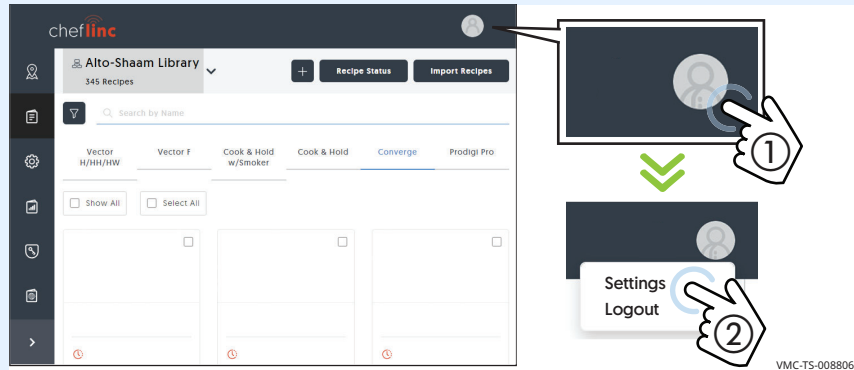 cheflinc
Alto-Shaam Library
345 Recipes
+
Recipe Status
Import Recipes
Search by Name
Vector
H/HH/HW
Vector F
Cook & Hold
w/Smoker
Cook & Hold
Converge
Prodigi Pro
Show All
Select All
1
Settings
Logout
2
VMC-TS-008806